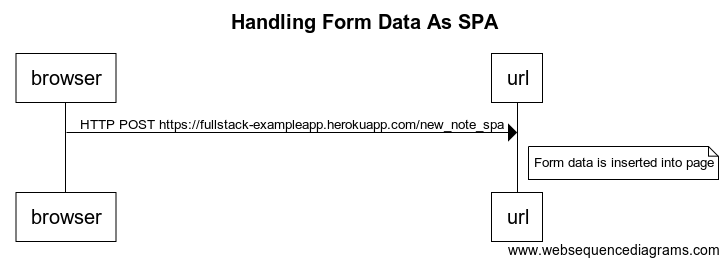 Handling Form Data As SPA
browser
url
HTTP POST https://fullstack-exampleapp.herokuapp.com/new_note_spa
Form data is inserted into page
browser
url
www.websequencediagrams.com